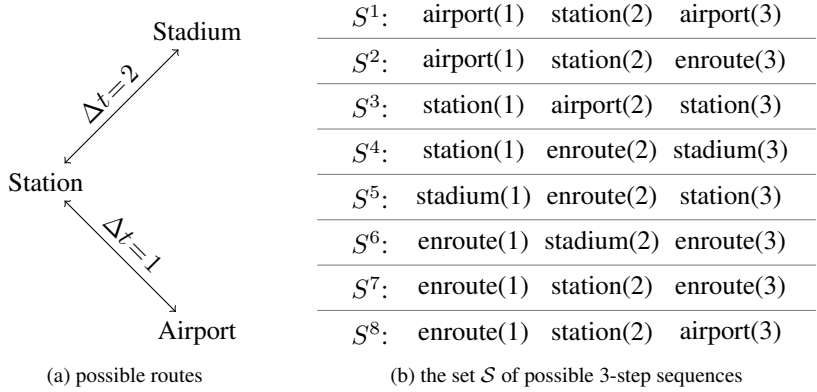 Stadium
Δt=2
Station
Δt=1
Airport
(a) possible routes
S¹: airport(1) station(2) airport(3)
S²: airport(1) station(2) enroute(3)
S³: station(1) airport(2) station(3)
S⁴: station(1) enroute(2) stadium(3)
S⁵: stadium(1) enroute(2) station(3)
S⁶: enroute(1) stadium(2) enroute(3)
S⁷: enroute(1) station(2) enroute(3)
S⁸: enroute(1) station(2) airport(3)
(b) the set 𝒮 of possible 3-step sequences